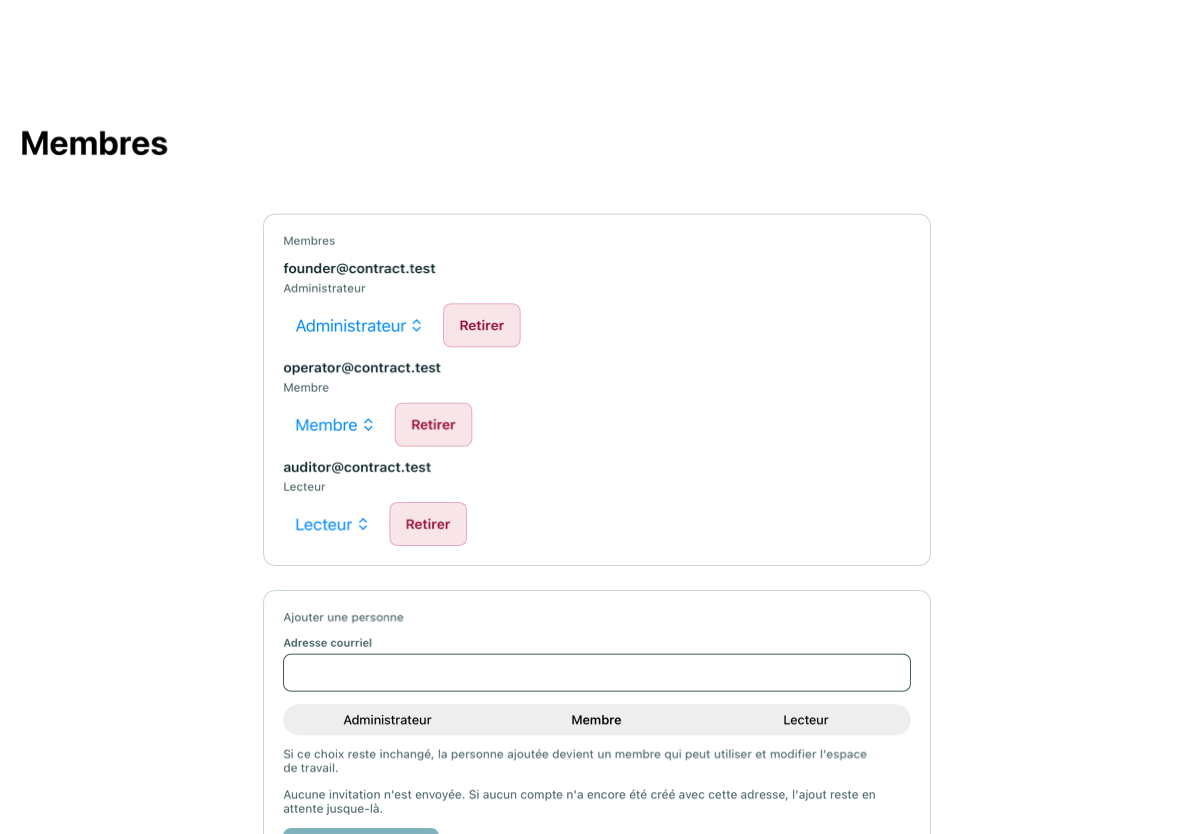 Membres
Membres
founder@contract.test
Administrateur
Administrateur
Retirer
operator@contract.test
Membre
Membre
Retirer
auditor@contract.test
Lecteur
Lecteur
Retirer
Ajouter une personne
Adresse courriel
Administrateur
Membre
Lecteur
Si ce choix reste inchangé, la personne ajoutée devient un membre qui peut utiliser et modifier l'espace
de travail.
Aucune invitation n'est envoyée. Si aucun compte n'a encore été créé avec cette adresse, l'ajout reste en
attente jusque-là.